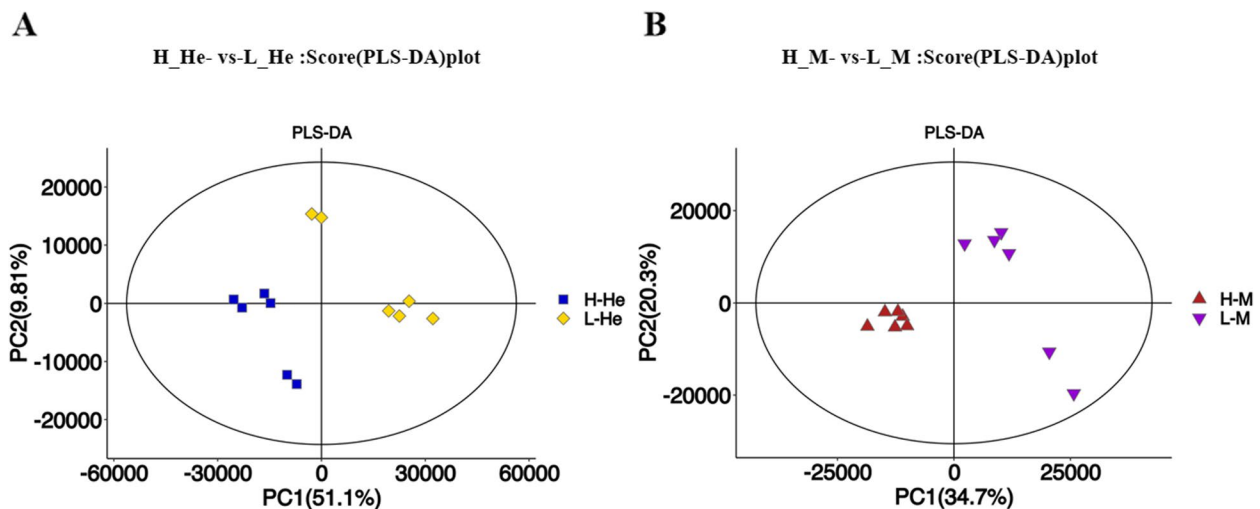 A
H_He- vs-L_He :Score(PLS-DA)plot
PLS-DA
PC2(9.81%)
20000
10000
0
-10000
-20000
-60000
-30000
0
30000
60000
PC1(51.1%)
H-He
L-He
B
H_M- vs-L_M :Score(PLS-DA)plot
PLS-DA
PC2(20.3%)
20000
0
-20000
-25000
0
25000
PC1(34.7%)
H-M
L-M